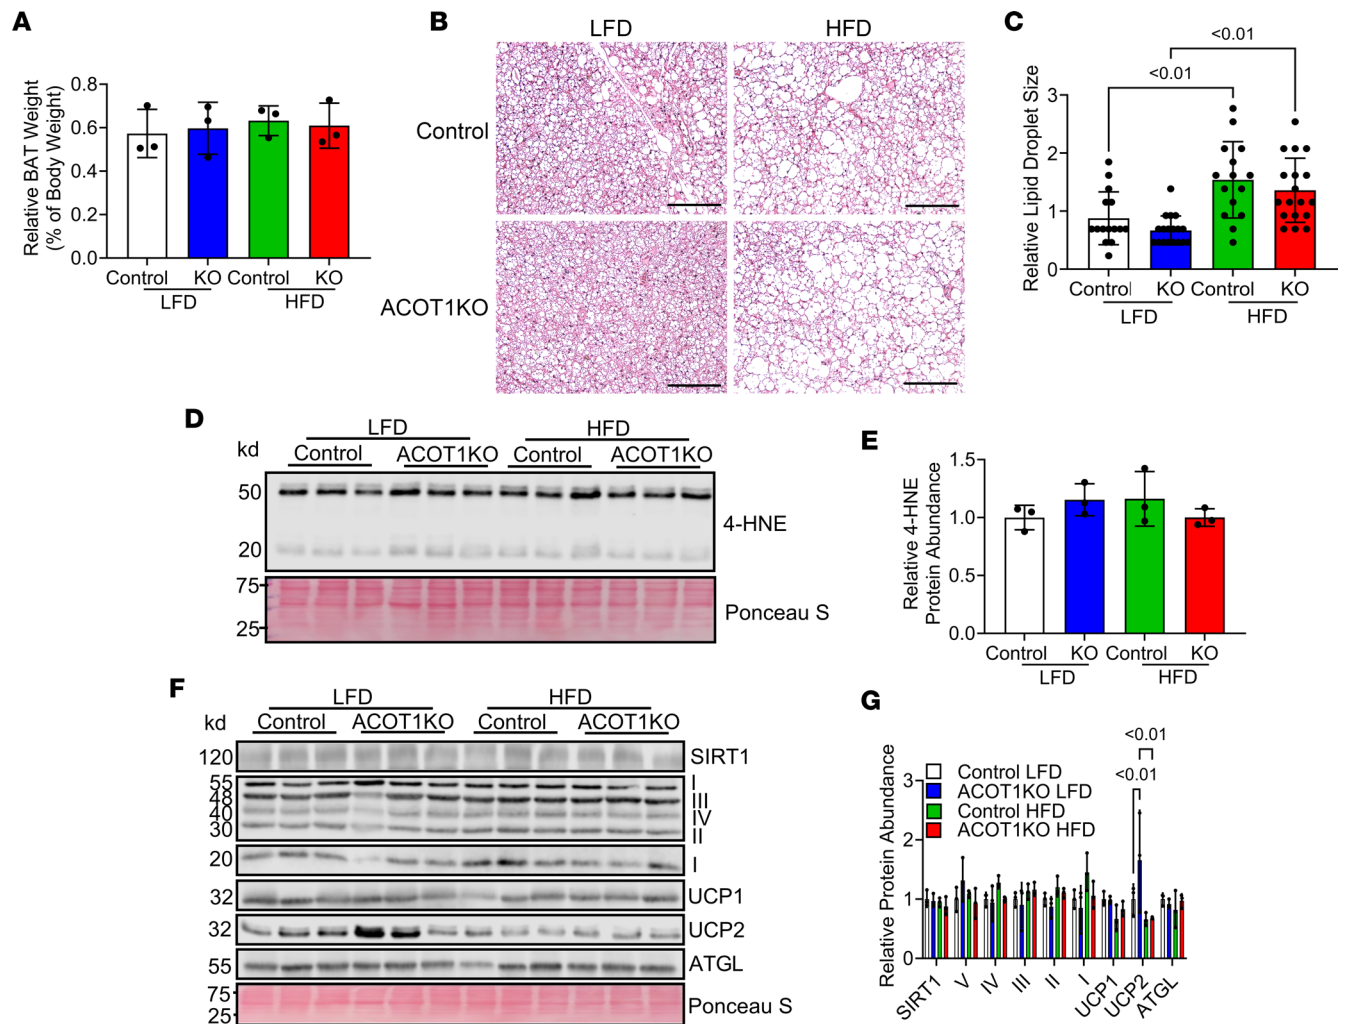 A
Relative BAT Weight
(% of Body Weight)
0.8
0.6
0.4
0.2
0.0
Control KO Control KO
LFD HFD
B
LFD HFD
Control
ACOT1KO
C
Relative Lipid Droplet Size
<0.01
<0.01
3
2
1
0
Control KO Control KO
LFD HFD
D
LFD HFD
kd Control ACOT1KO Control ACOT1KO
50
20
4-HNE
75
25
Ponceau S
E
Relative 4-HNE
Protein Abundance
1.5
1.0
0.5
0.0
Control KO Control KO
LFD HFD
F
LFD HFD
kd Control ACOT1KO Control ACOT1KO
120 SIRT1
55 I
48 III
40 IV
30 II
20 I
32 UCP1
32 UCP2
55 ATGL
75
25
Ponceau S
G
Relative Protein Abundance
<0.01
<0.01
3
2
1
0
Control LFD
ACOT1KO LFD
Control HFD
ACOT1KO HFD
SIRT1 V IV III II I UCP1 UCP2 ATGL